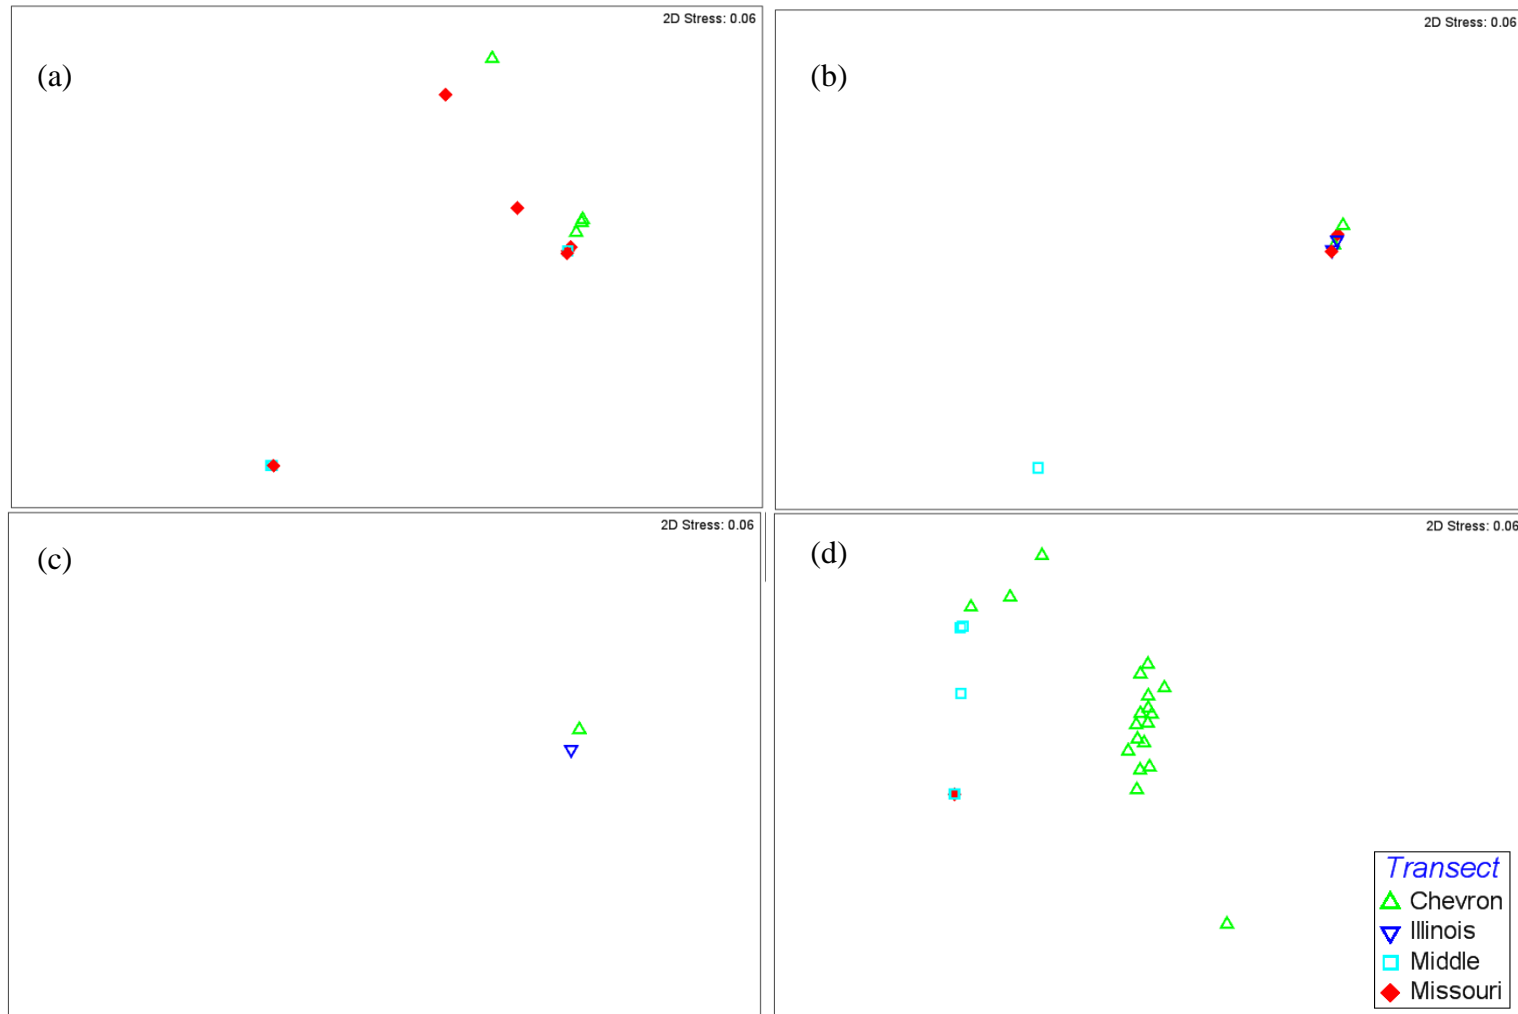 2D Stress: 0.06
(a)
2D Stress: 0.06
(b)
2D Stress: 0.06
(c)
2D Stress: 0.06
(d)
Transect
Chevron
Illinois
Middle
Missouri